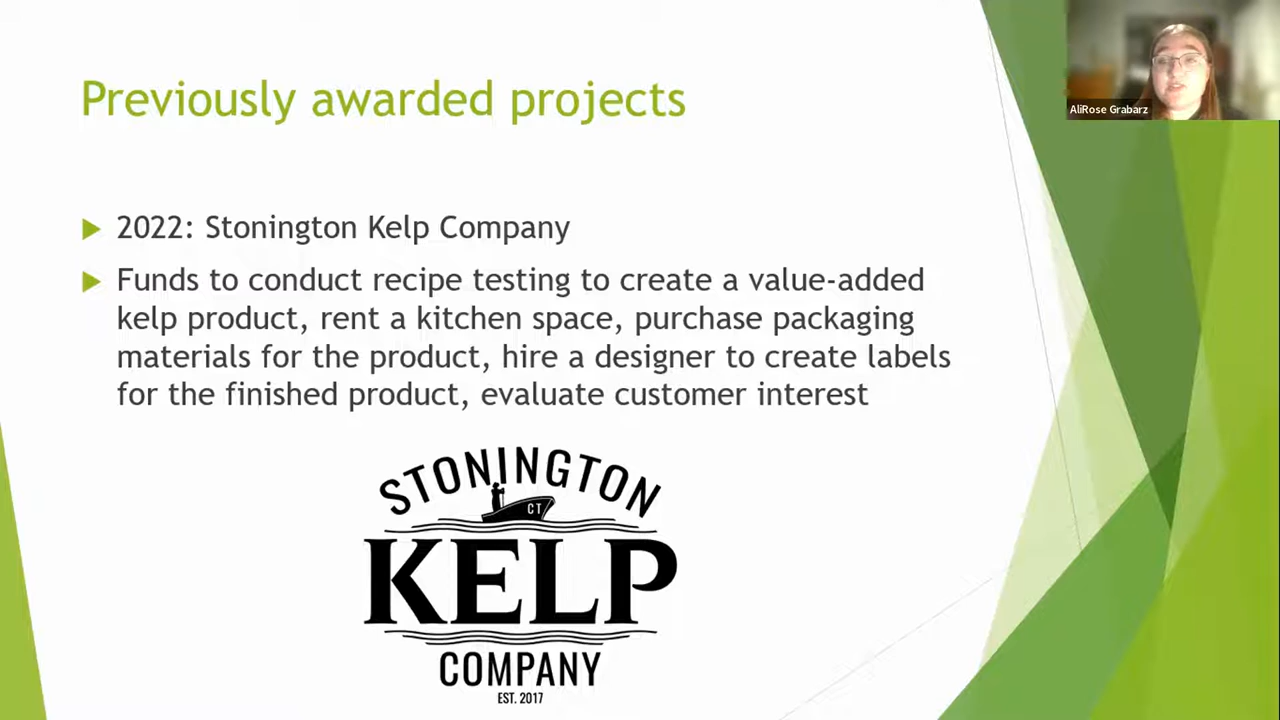 Previously awarded projects
AliRose Grabarz
2022: Stonington Kelp Company
Funds to conduct recipe testing to create a value-added
kelp product, rent a kitchen space, purchase packaging
materials for the product, hire a designer to create labels
for the finished product, evaluate customer interest
STONINGTON
CT
KELP
COMPANY
EST. 2017